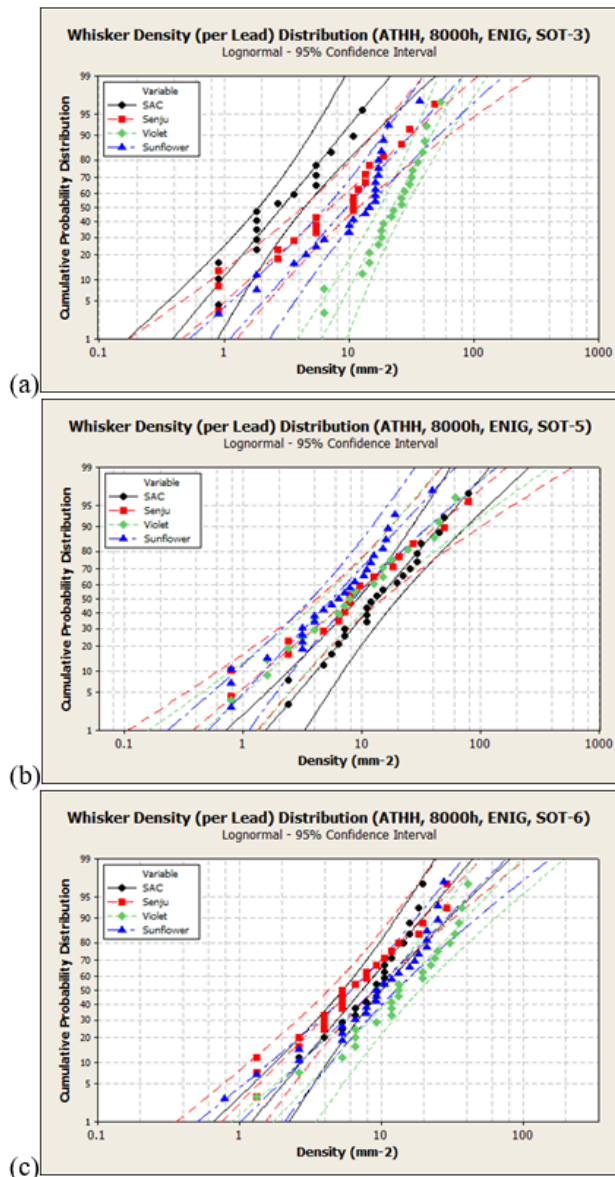 Whisker Density (per Lead) Distribution (ATHH, 8000h, ENIG, SOT-3)
Lognormal - 95% Confidence Interval
Cumulative Probability Distribution
99
95
90
80
70
60
50
40
30
20
10
5
1
Variable
SAC
Senju
Violet
Sunflower
0.1
1
10
100
1000
Density (mm-2)
(a)
Whisker Density (per Lead) Distribution (ATHH, 8000h, ENIG, SOT-5)
Lognormal - 95% Confidence Interval
Cumulative Probability Distribution
99
95
90
80
70
60
50
40
30
20
10
5
1
Variable
SAC
Senju
Violet
Sunflower
0.1
1
10
100
1000
Density (mm-2)
(b)
Whisker Density (per Lead) Distribution (ATHH, 8000h, ENIG, SOT-6)
Lognormal - 95% Confidence Interval
Cumulative Probability Distribution
99
95
90
80
70
60
50
40
30
20
10
5
1
Variable
SAC
Senju
Violet
Sunflower
0.1
1
10
100
Density (mm-2)
(c)